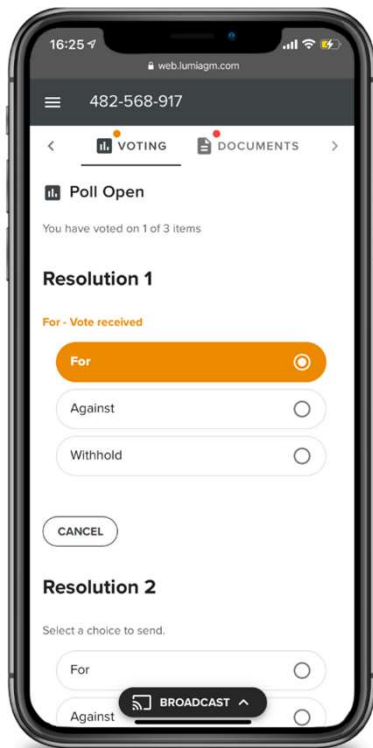 16:25
web.lumiagm.com
482-568-917
VOTING
DOCUMENTS
Poll Open
You have voted on 1 of 3 items
Resolution 1
For - Vote received
For
Against
Withhold
CANCEL
Resolution 2
Select a choice to send.
For
BROADCAST
Against